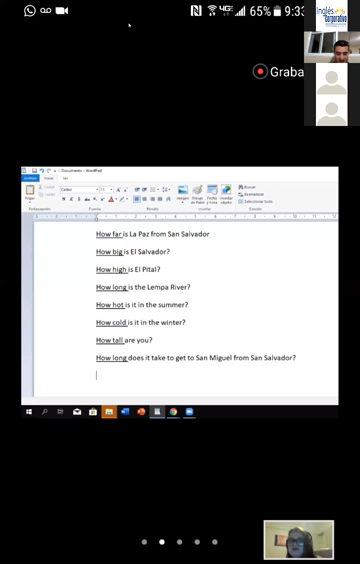 4G
65%
9:33
Inglés
Corporativo
Graba
Documento - WordPad
How far is La Paz from San Salvador
How big is El Salvador?
How high is El Pital?
How long is the Lempa River?
How hot is it in the summer?
How cold is it in the winter?
How tall are you?
How long does it take to get to San Miguel from San Salvador?